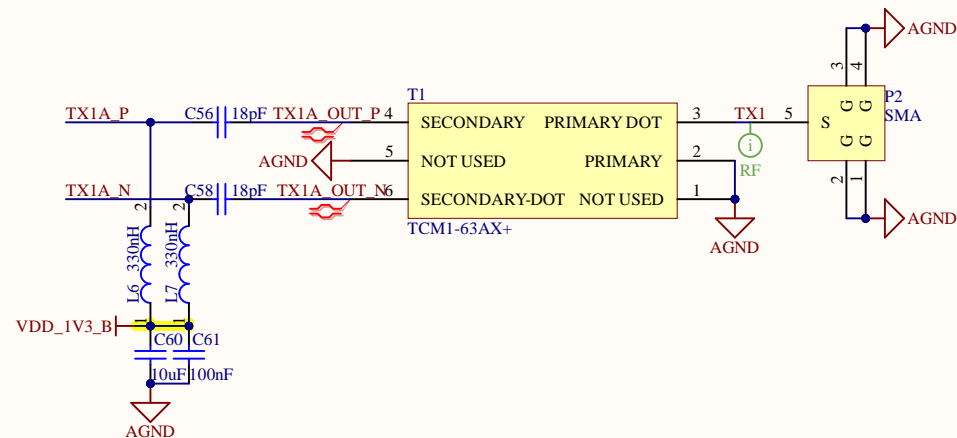 AGND
3
4
T1
P2
SMA
TX1A_P
C56
18pF
TX1A_OUT_P
4
SECONDARY
PRIMARY DOT
3
TX1
5
S
G
G
G
G
AGND
5
NOT USED
PRIMARY
2
i
RF
TX1A_N
C58
18pF
TX1A_OUT_N
6
SECONDARY-DOT
NOT USED
1
2
1
AGND
TCM1-63AX+
AGND
2
2
L6
330nH
L7
330nH
1
1
VDD_1V3_B
C60
C61
10uF
100nF
AGND